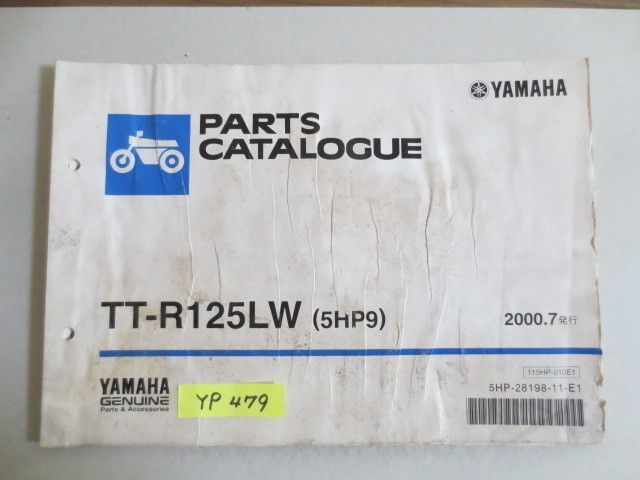 YAMAHA
PARTS
CATALOGUE
TT-R125LW (5HP9)
2000.7発行
115HP-010E1
5HP-28198-11-E1
YAMAHA
GENUINE
Parts & Accessories
YP 479